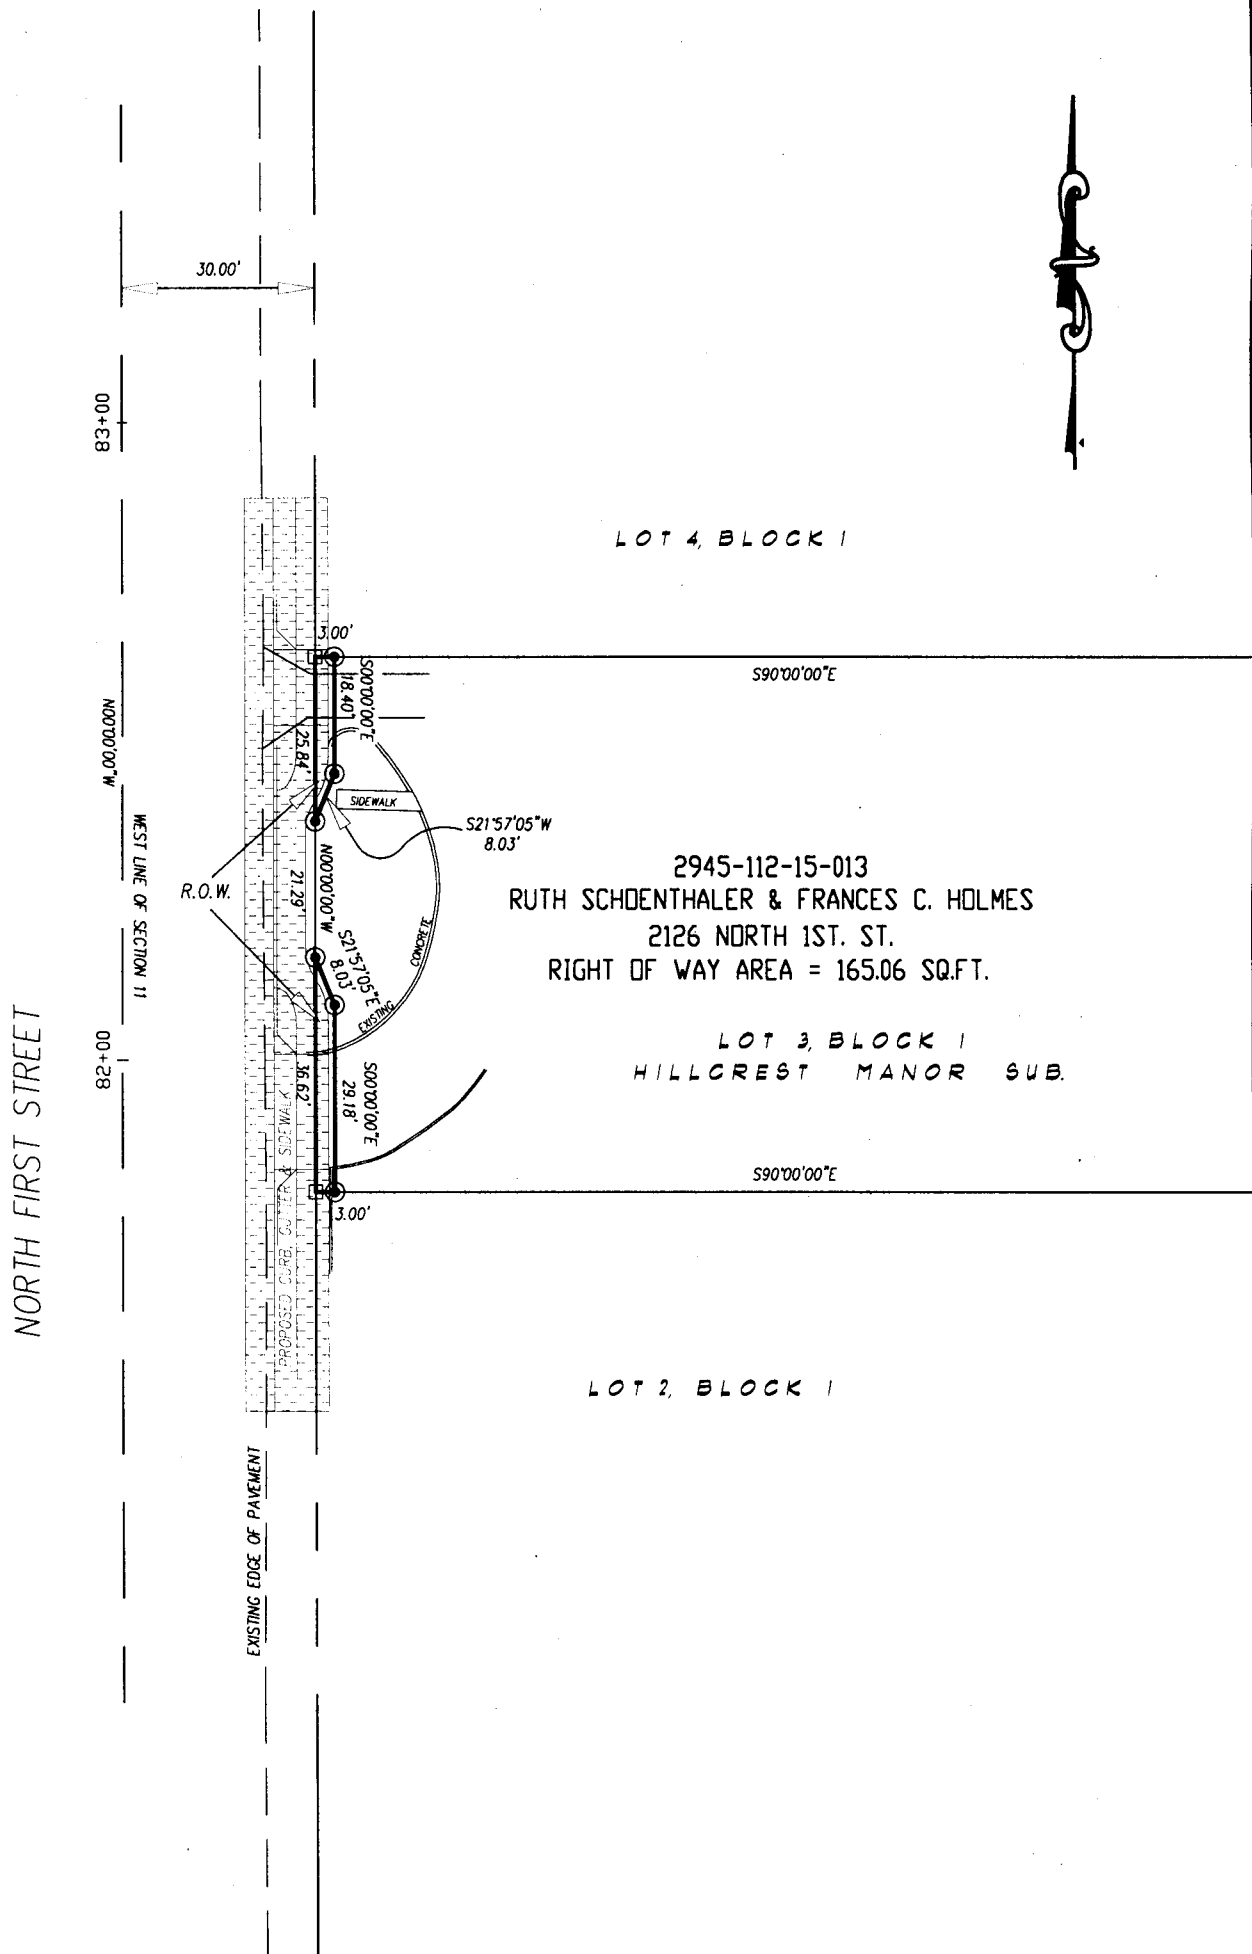 30.00'
83+00
LOT 4, BLOCK 1
3.00'
S90°00'00"E
S00°00'00"E
18.40'
25.84'
N00°00'00"W
SIDEWALK
S21°57'05"W
8.03'
WEST LINE OF SECTION 11
R.O.W.
N00°00'00"W
21.29'
S21°57'05"E
8.03'
EXISTING
CONCRETE
2945-112-15-013
RUTH SCHOENTHALER & FRANCES C. HOLMES
2126 NORTH 1ST. ST.
RIGHT OF WAY AREA = 165.06 SQ.FT.
LOT 3, BLOCK 1
HILLCREST MANOR SUB.
82+00
36.62'
S00°00'00"E
29.18'
NORTH FIRST STREET
PROPOSED CURB, GUTTER & SIDEWALK
S90°00'00"E
3.00'
LOT 2, BLOCK 1
EXISTING EDGE OF PAVEMENT